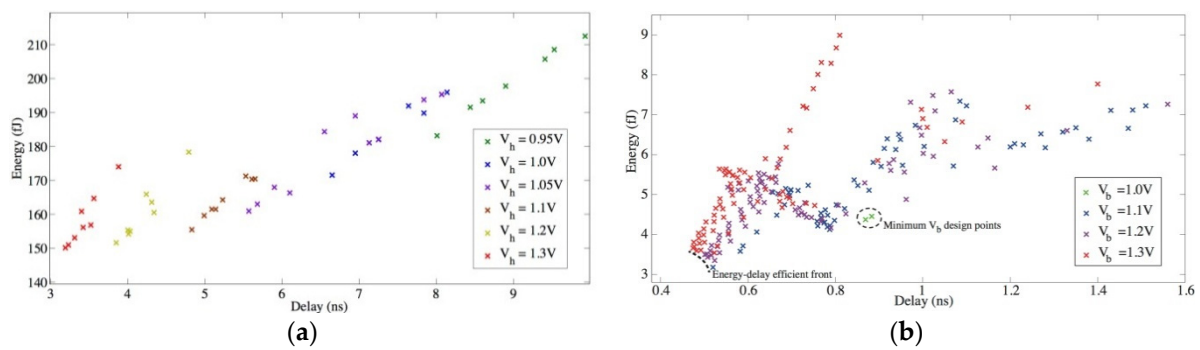 210
200
190
180
170
160
150
140
Energy (fJ)
3 4 5 6 7 8 9
Delay (ns)
V_h = 0.95V
V_h = 1.0V
V_h = 1.05V
V_h = 1.1V
V_h = 1.2V
V_h = 1.3V
(a)
9
8
7
6
5
4
3
Energy (fJ)
0.4 0.6 0.8 1.0 1.2 1.4 1.6
Delay (ns)
Minimum V_b design points
Energy-delay efficient front
V_b =1.0V
V_b =1.1V
V_b =1.2V
V_b =1.3V
(b)